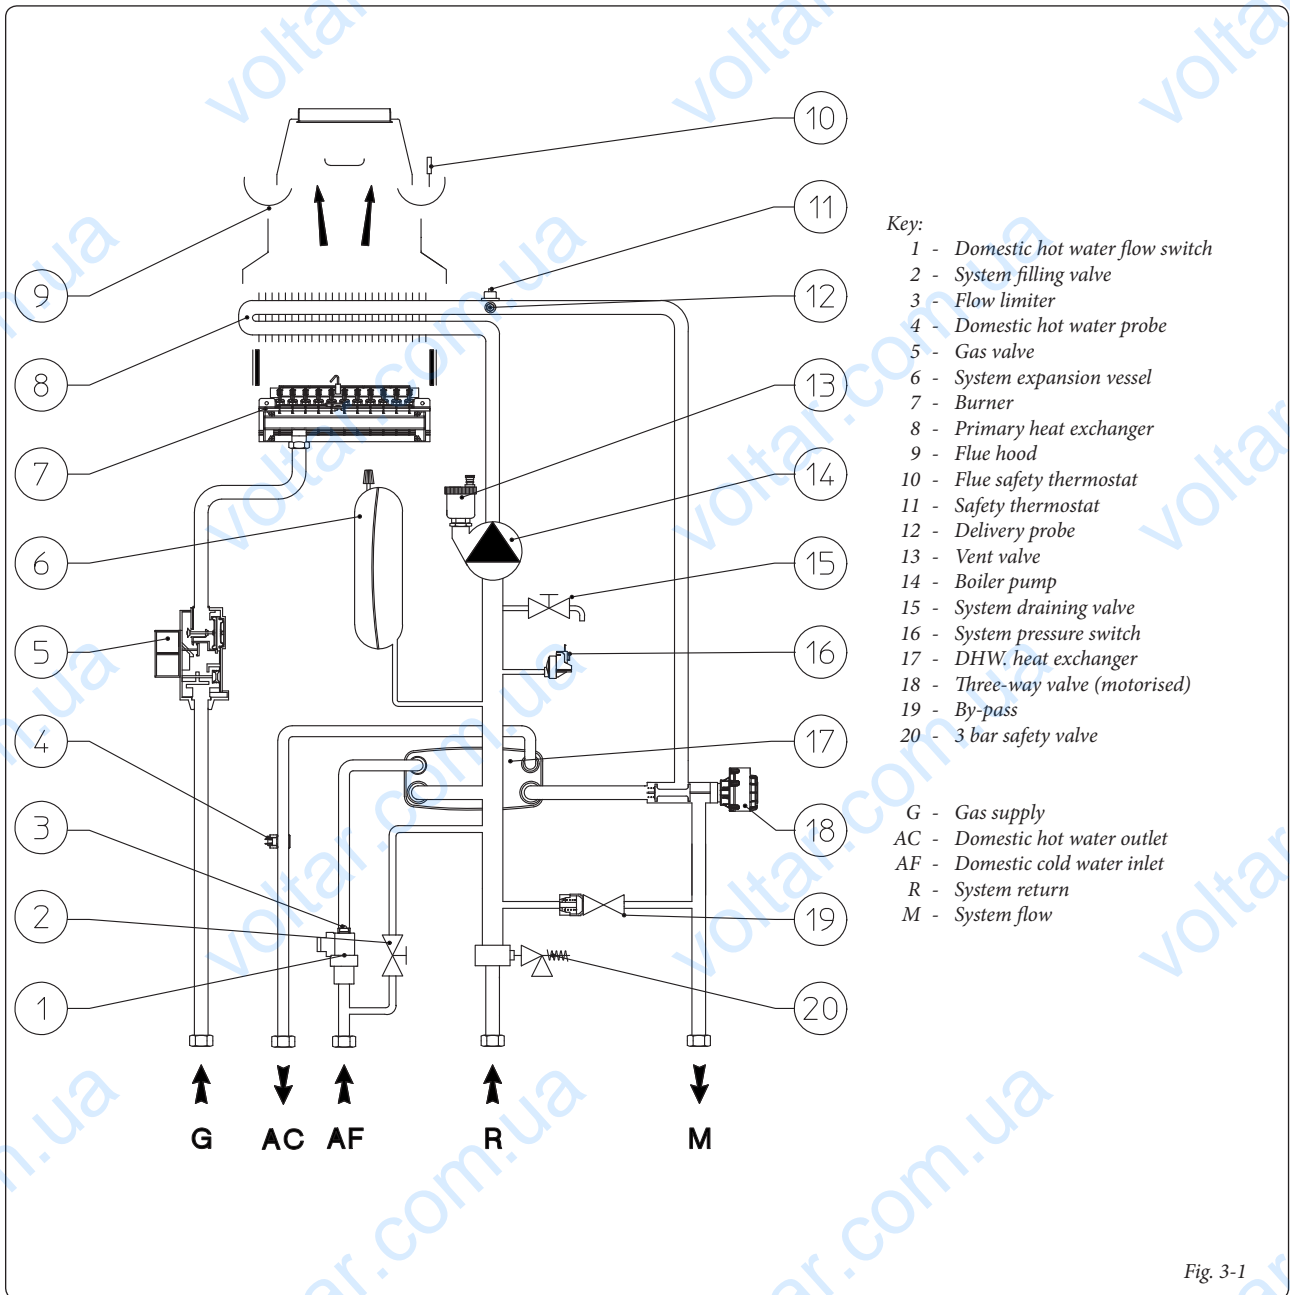 voltar.com.ua
10
11
9
12
8
13
7
14
6
15
5
16
4
17
3
18
2
19
1
20
G
AC
AF
R
M
Key:
1 - Domestic hot water flow switch
2 - System filling valve
3 - Flow limiter
4 - Domestic hot water probe
5 - Gas valve
6 - System expansion vessel
7 - Burner
8 - Primary heat exchanger
9 - Flue hood
10 - Flue safety thermostat
11 - Safety thermostat
12 - Delivery probe
13 - Vent valve
14 - Boiler pump
15 - System draining valve
16 - System pressure switch
17 - DHW. heat exchanger
18 - Three-way valve (motorised)
19 - By-pass
20 - 3 bar safety valve
G - Gas supply
AC - Domestic hot water outlet
AF - Domestic cold water inlet
R - System return
M - System flow
Fig. 3-1